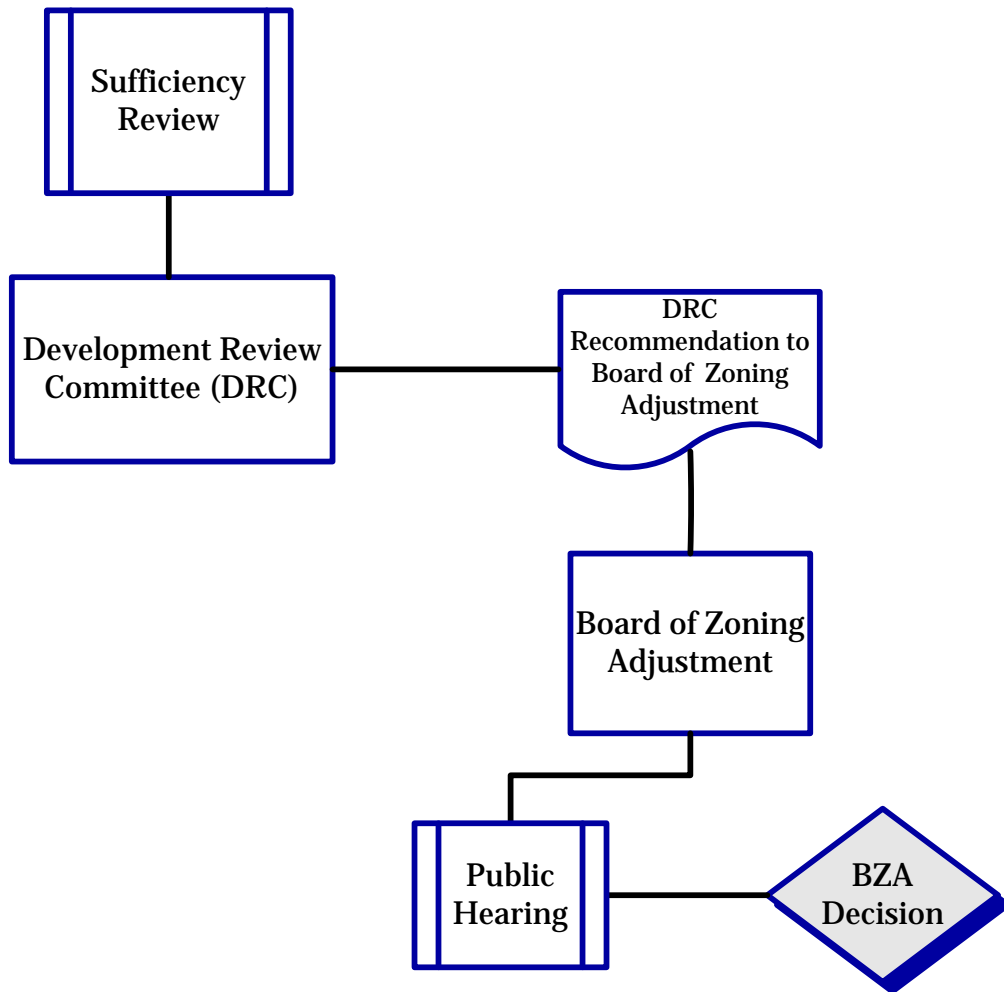 Sufficiency
Review
Development Review
Committee (DRC)
DRC
Recommendation to
Board of Zoning
Adjustment
Board of Zoning
Adjustment
Public
Hearing
BZA
Decision